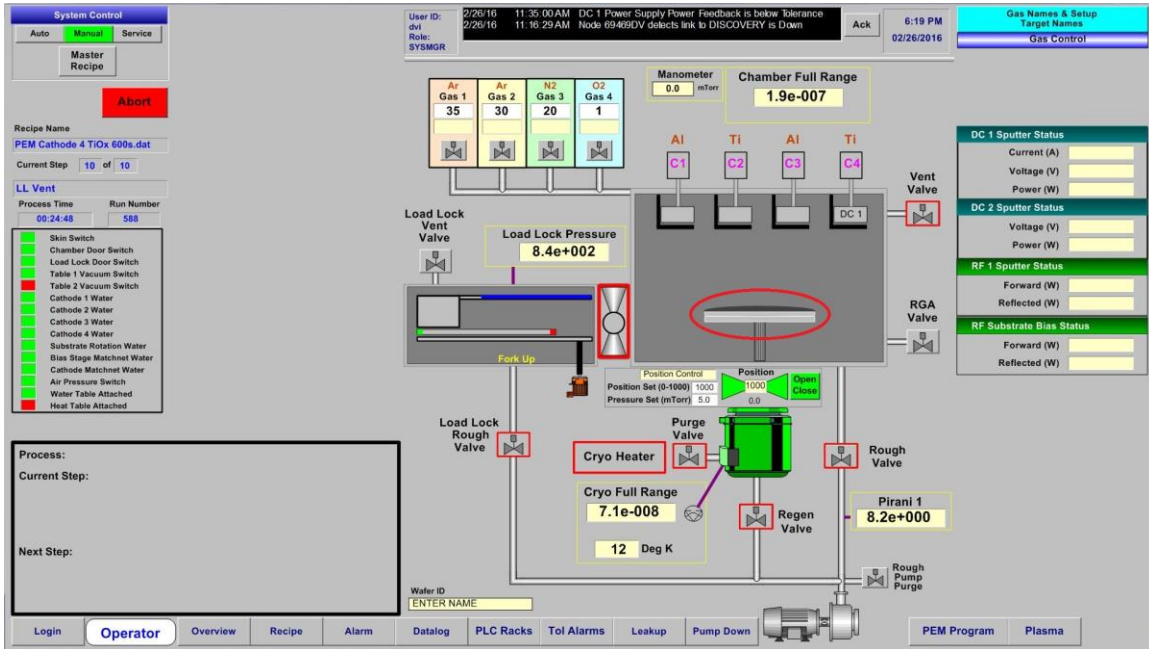 System Control
Auto Manual Service
Master
Recipe
Abort
Recipe Name
PEM Cathode 4 TiOx 600s.dat
Current Step 10 of 10
LL Vent
Process Time Run Number
00:24:48 588
Skin Switch
Chamber Door Switch
Load Lock Door Switch
Table 1 Vacuum Switch
Table 2 Vacuum Switch
Cathode 1 Water
Cathode 2 Water
Cathode 3 Water
Cathode 4 Water
Substrate Rotation Water
Bias Stage Matchnet Water
Cathode Matchnet Water
Air Pressure Switch
Water Table Attached
Heat Table Attached
Process:
Current Step:
Next Step:
User ID:
dvi
Role:
SYSMGR
2/26/16 11:35:00 AM DC 1 Power Supply Power Feedback is below Tolerance
2/26/16 11:16:29 AM Node 69469DV detects link to DISCOVERY is Down
Ack
6:19 PM
02/26/2016
Gas Names & Setup
Target Names
Gas Control
Ar Ar N2 O2
Gas 1 Gas 2 Gas 3 Gas 4
35 30 20 1
Manometer
0.0 mTorr
Chamber Full Range
1.9e-007
Al Ti Al Ti
C1 C2 C3 C4
DC 1
Vent
Valve
RGA
Valve
Load Lock
Vent
Valve
Load Lock Pressure
8.4e+002
Fork Up
Position Control Position
Position Set (0-1000) 1000 1000
Pressure Set (mTorr) 5.0 0.0
Open
Close
Load Lock
Rough
Valve
Purge
Valve
Cryo Heater
Rough
Valve
Cryo Full Range
7.1e-008
12 Deg K
Regen
Valve
Pirani 1
8.2e+000
Rough
Pump
Purge
Wafer ID
ENTER NAME
DC 1 Sputter Status
Current (A)
Voltage (V)
Power (W)
DC 2 Sputter Status
Voltage (V)
Power (W)
RF 1 Sputter Status
Forward (W)
Reflected (W)
RF Substrate Bias Status
Forward (W)
Reflected (W)
Login Operator Overview Recipe Alarm Datalog PLC Racks Tol Alarms Leakup Pump Down PEM Program Plasma